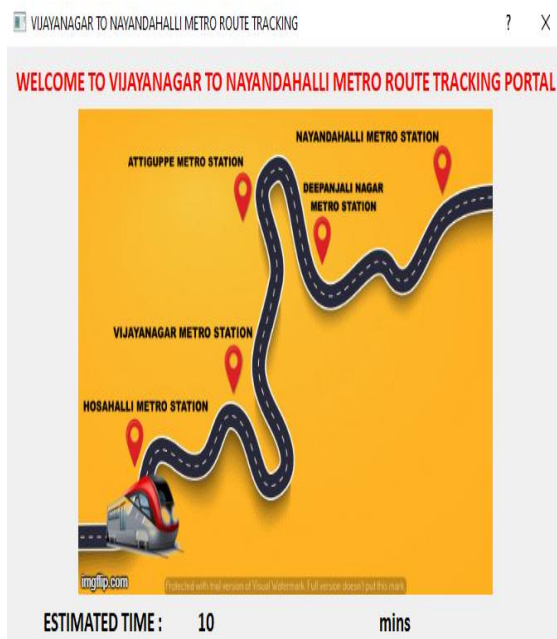 VIJAYANAGAR TO NAYANDAHALLI METRO ROUTE TRACKING
? X
WELCOME TO VIJAYANAGAR TO NAYANDAHALLI METRO ROUTE TRACKING PORTAL
NAYANDAHALLI METRO STATION
ATTIGUPPE METRO STATION
DEEPANJALI NAGAR
METRO STATION
VIJAYANAGAR METRO STATION
HOSAHALLI METRO STATION
imgflip.com
Protected with trial version of Visual Watermark. Full version doesn't put this mark.
ESTIMATED TIME : 10 mins